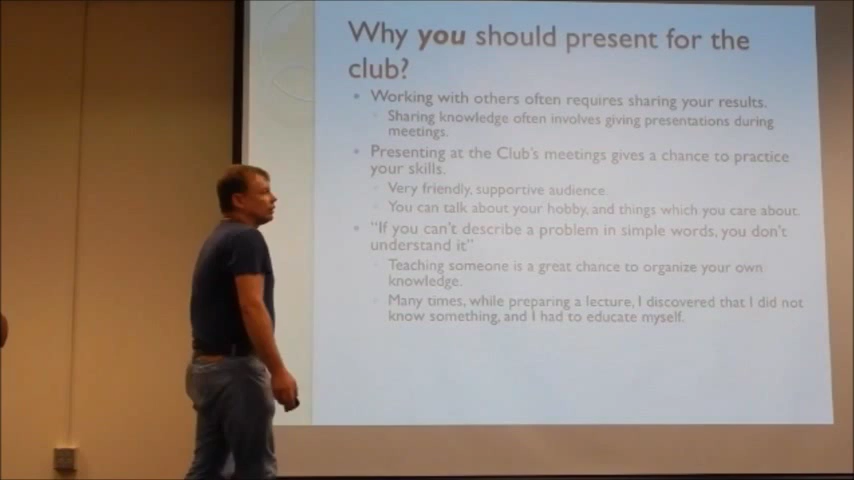 Why you should present for the
club?
• Working with others often requires sharing your results.
◦ Sharing knowledge often involves giving presentations during
meetings.
• Presenting at the Club's meetings gives a chance to practice
your skills.
◦ Very friendly, supportive audience.
◦ You can talk about your hobby, and things which you care about.
• "If you can't describe a problem in simple words, you don't
understand it"
◦ Teaching someone is a great chance to organize your own
knowledge.
◦ Many times, while preparing a lecture, I discovered that I did not
know something, and I had to educate myself.